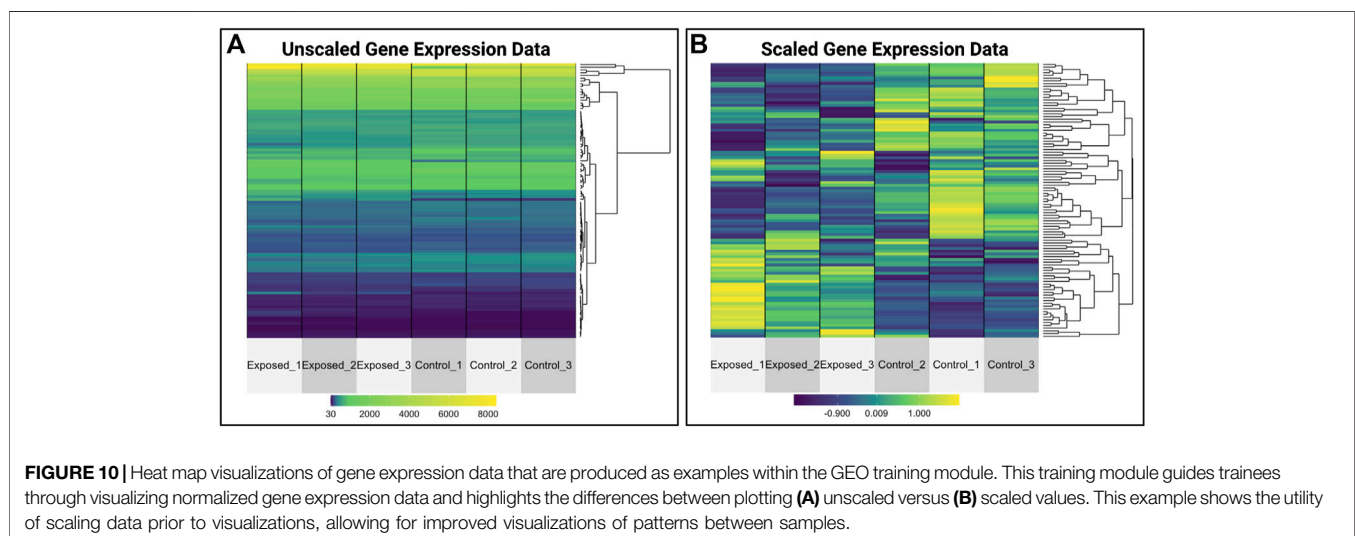 A
Unscaled Gene Expression Data
Exposed_1 Exposed_2 Exposed_3 Control_1 Control_2 Control_3
30 2000 4000 6000 8000
B
Scaled Gene Expression Data
Exposed_1 Exposed_2 Exposed_3 Control_2 Control_1 Control_3
-0.900 0.009 1.000
FIGURE 10 | Heat map visualizations of gene expression data that are produced as examples within the GEO training module. This training module guides trainees
through visualizing normalized gene expression data and highlights the differences between plotting (A) unscaled versus (B) scaled values. This example shows the utility
of scaling data prior to visualizations, allowing for improved visualizations of patterns between samples.